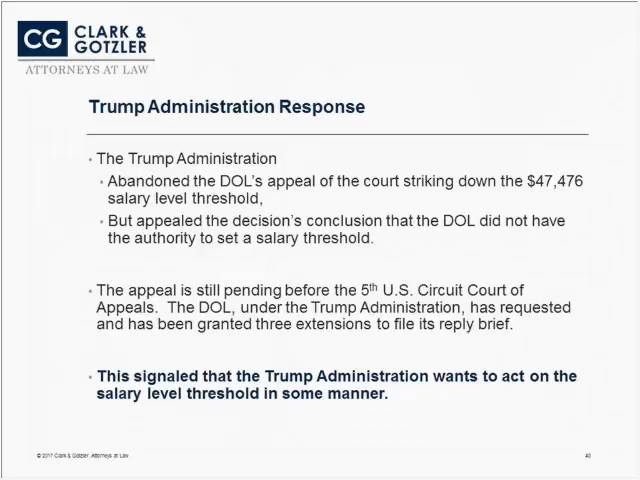 CG CLARK & GOTZLER
ATTORNEYS AT LAW
Trump Administration Response
• The Trump Administration
• Abandoned the DOL's appeal of the court striking down the $47,476
salary level threshold,
• But appealed the decision's conclusion that the DOL did not have
the authority to set a salary threshold.
• The appeal is still pending before the 5th U.S. Circuit Court of
Appeals. The DOL, under the Trump Administration, has requested
and has been granted three extensions to file its reply brief.
• This signaled that the Trump Administration wants to act on the
salary level threshold in some manner.
© 2017 Clark & Gotzler. Attorneys at Law
40